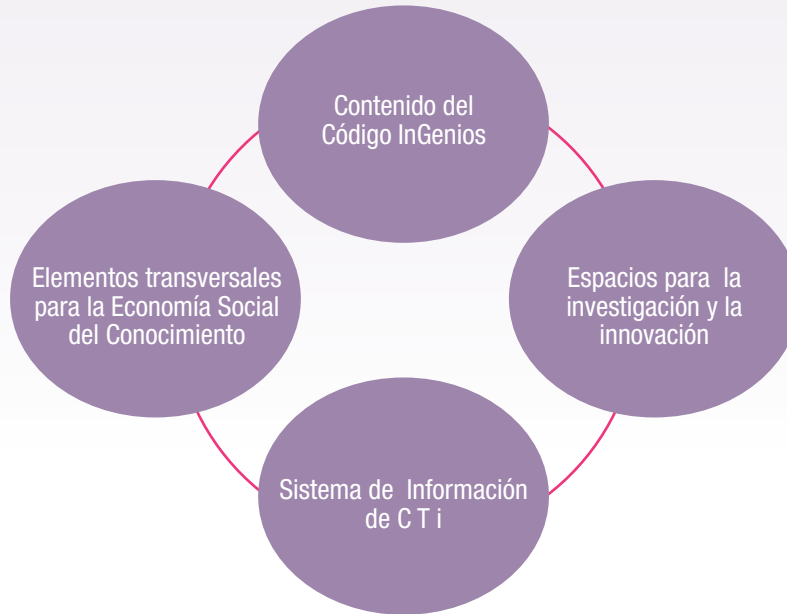 Contenido del
Código InGenios
Elementos transversales
para la Economía Social
del Conocimiento
Espacios para la
investigación y la
innovación
Sistema de Información
de C T i